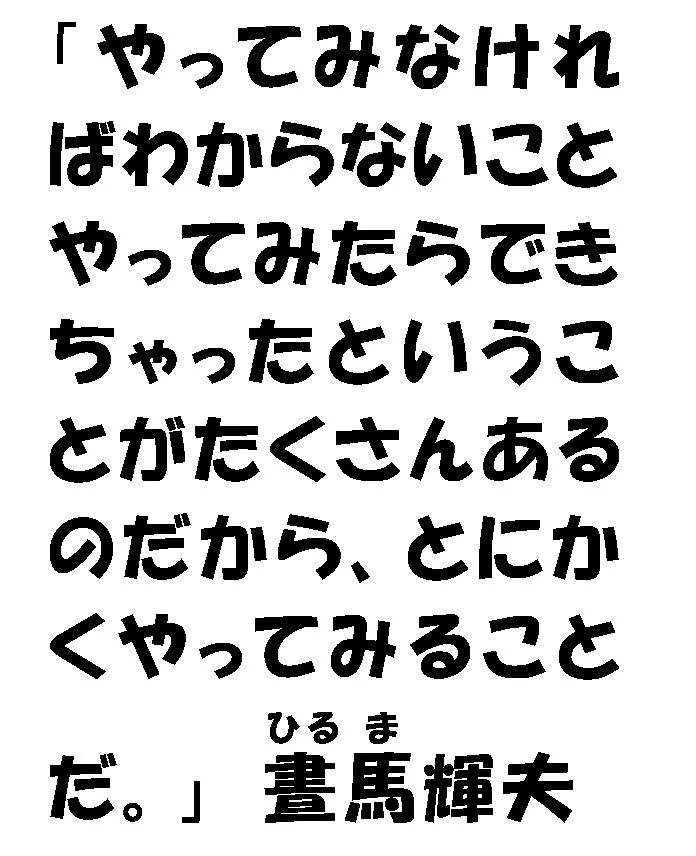 「やってみなけれ
ばわからないこと
やってみたらでき
ちゃったというこ
とがたくさんある
のだから、とにか
くやってみること
ひる ま
だ。」晝馬輝夫